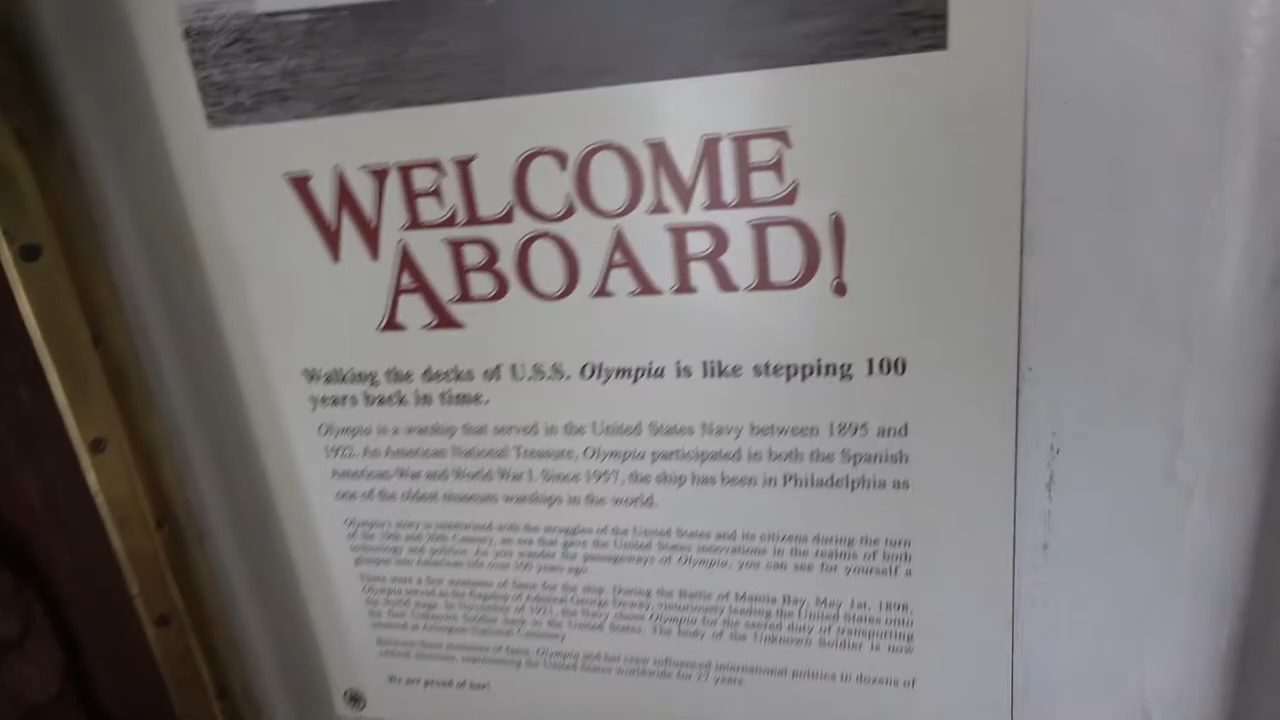 WELCOME
ABOARD!
Walking the decks of U.S.S. Olympia is like stepping 100
years back in time.
Olympia is a warship that served in the United States Navy between 1895 and
1922. An American National Treasure, Olympia participated in both the Spanish
American War and World War I. Since 1957, the ship has been in Philadelphia as
one of the oldest museum warships in the world.
Olympia's story is intertwined with the struggles of the United States and its citizens during the turn
of the 19th and 20th Century, an era that gave the United States innovations in the realms of both
technology and politics. As you wander the passageways of Olympia, you can see for yourself a
glimpse into American life over 100 years ago.
There were a few moments of fame for the ship. During the Battle of Manila Bay, May 1st, 1898,
Olympia served as the flagship of Admiral George Dewey, victoriously leading the United States onto
the world stage. In November of 1921, the Navy chose Olympia for the sacred duty of transporting
the first Unknown Soldier back to the United States. The body of the Unknown Soldier is now
at Arlington National Cemetery.
Between these moments of fame, Olympia and her crew influenced international politics in dozens of
representing the United States worldwide for 27 years.
We are proud of her!